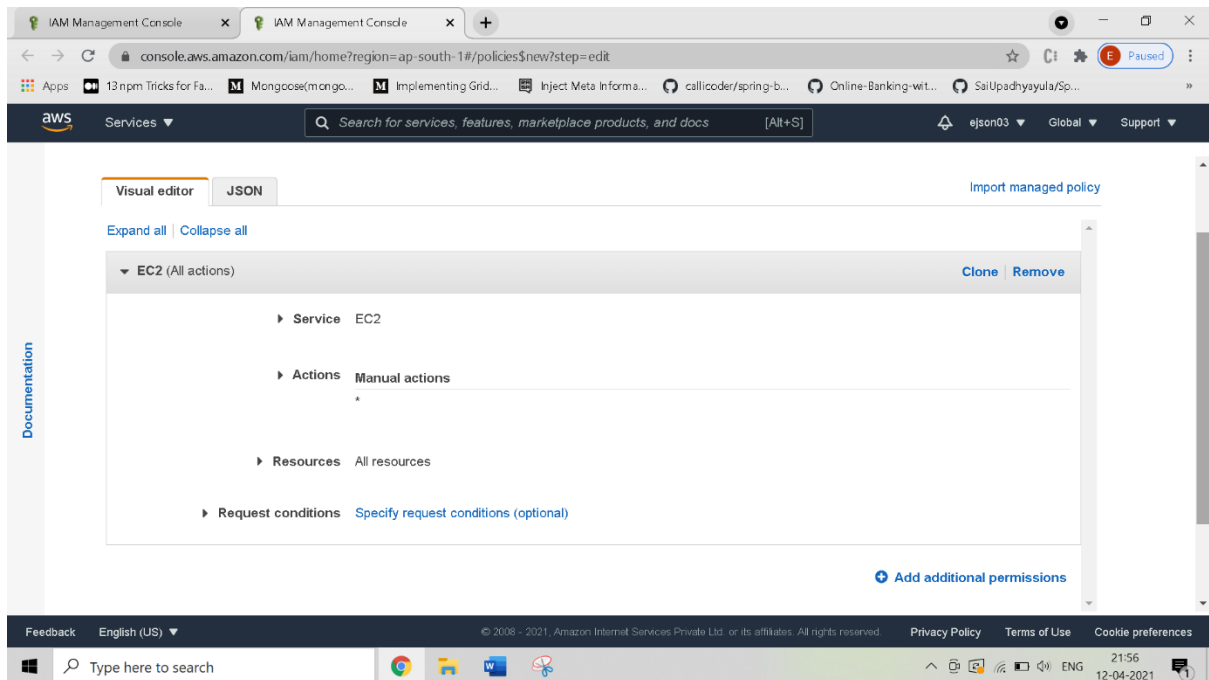 IAM Management Console
IAM Management Console
console.aws.amazon.com/iam/home?region=ap-south-1#/policies$new?step=edit
E Paused
Apps 13 npm Tricks for Fa... M Mongoose(mongo... M Implementing Grid... Inject Meta Informa... callicoder/spring-b... Online-Banking-wit... SaiUpadhyayula/Sp... »
aws Services Search for services, features, marketplace products, and docs [Alt+S] ejson03 Global Support
Visual editor JSON Import managed policy
Expand all Collapse all
EC2 (All actions) Clone Remove
Service EC2
Actions Manual actions
*
Documentation
Resources All resources
Request conditions Specify request conditions (optional)
Add additional permissions
Feedback English (US) © 2008 - 2021, Amazon Internet Services Private Ltd. or its affiliates. All rights reserved. Privacy Policy Terms of Use Cookie preferences
Type here to search ENG 21:56
12-04-2021 1